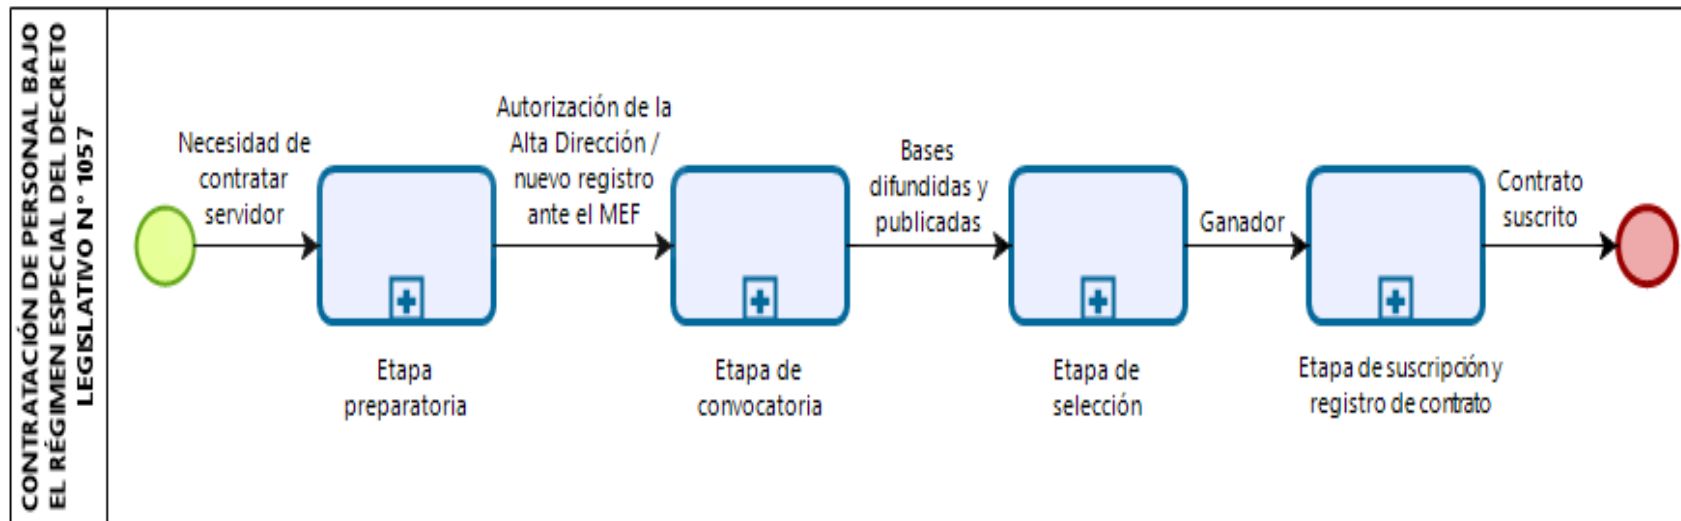 CONTRATACIÓN DE PERSONAL BAJO
EL RÉGIMEN ESPECIAL DEL DECRETO
LEGISLATIVO N° 1057
Necesidad de
contratar
servidor
Etapa
preparatoria
Autorización de la
Alta Dirección /
nuevo registro
ante el MEF
Etapa de
convocatoria
Bases
difundidas y
publicadas
Etapa de
selección
Ganador
Etapa de suscripción y
registro de contrato
Contrato
suscrito